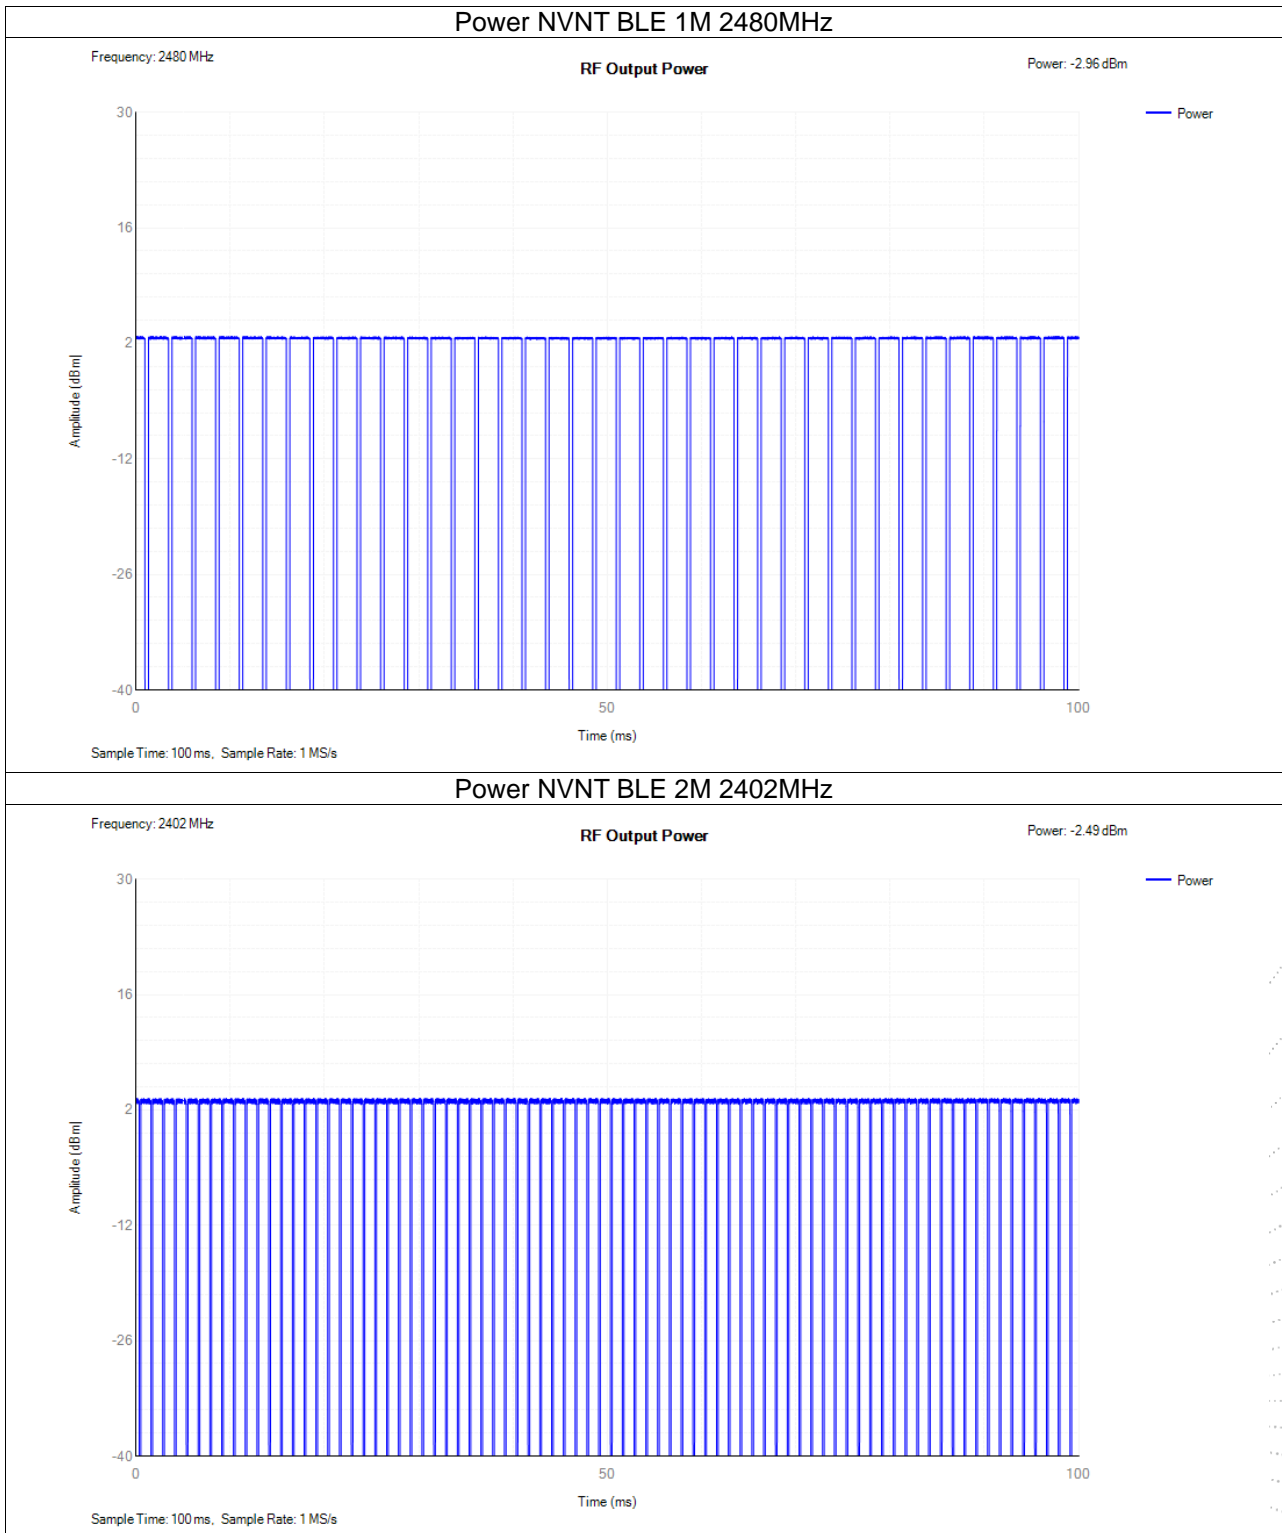 Power NVNT BLE 1M 2480MHz
Frequency: 2480 MHz
RF Output Power
Power: -2.96 dBm
30
Power
16
2
Amplitude (dBm|
-12
-26
-40
0 50 100
Time (ms)
Sample Time: 100 ms, Sample Rate: 1 MS/s
Power NVNT BLE 2M 2402MHz
Frequency: 2402 MHz
RF Output Power
Power: -2.49 dBm
30
Power
16
2
Amplitude (dBm|
-12
-26
-40
0 50 100
Time (ms)
Sample Time: 100 ms, Sample Rate: 1 MS/s